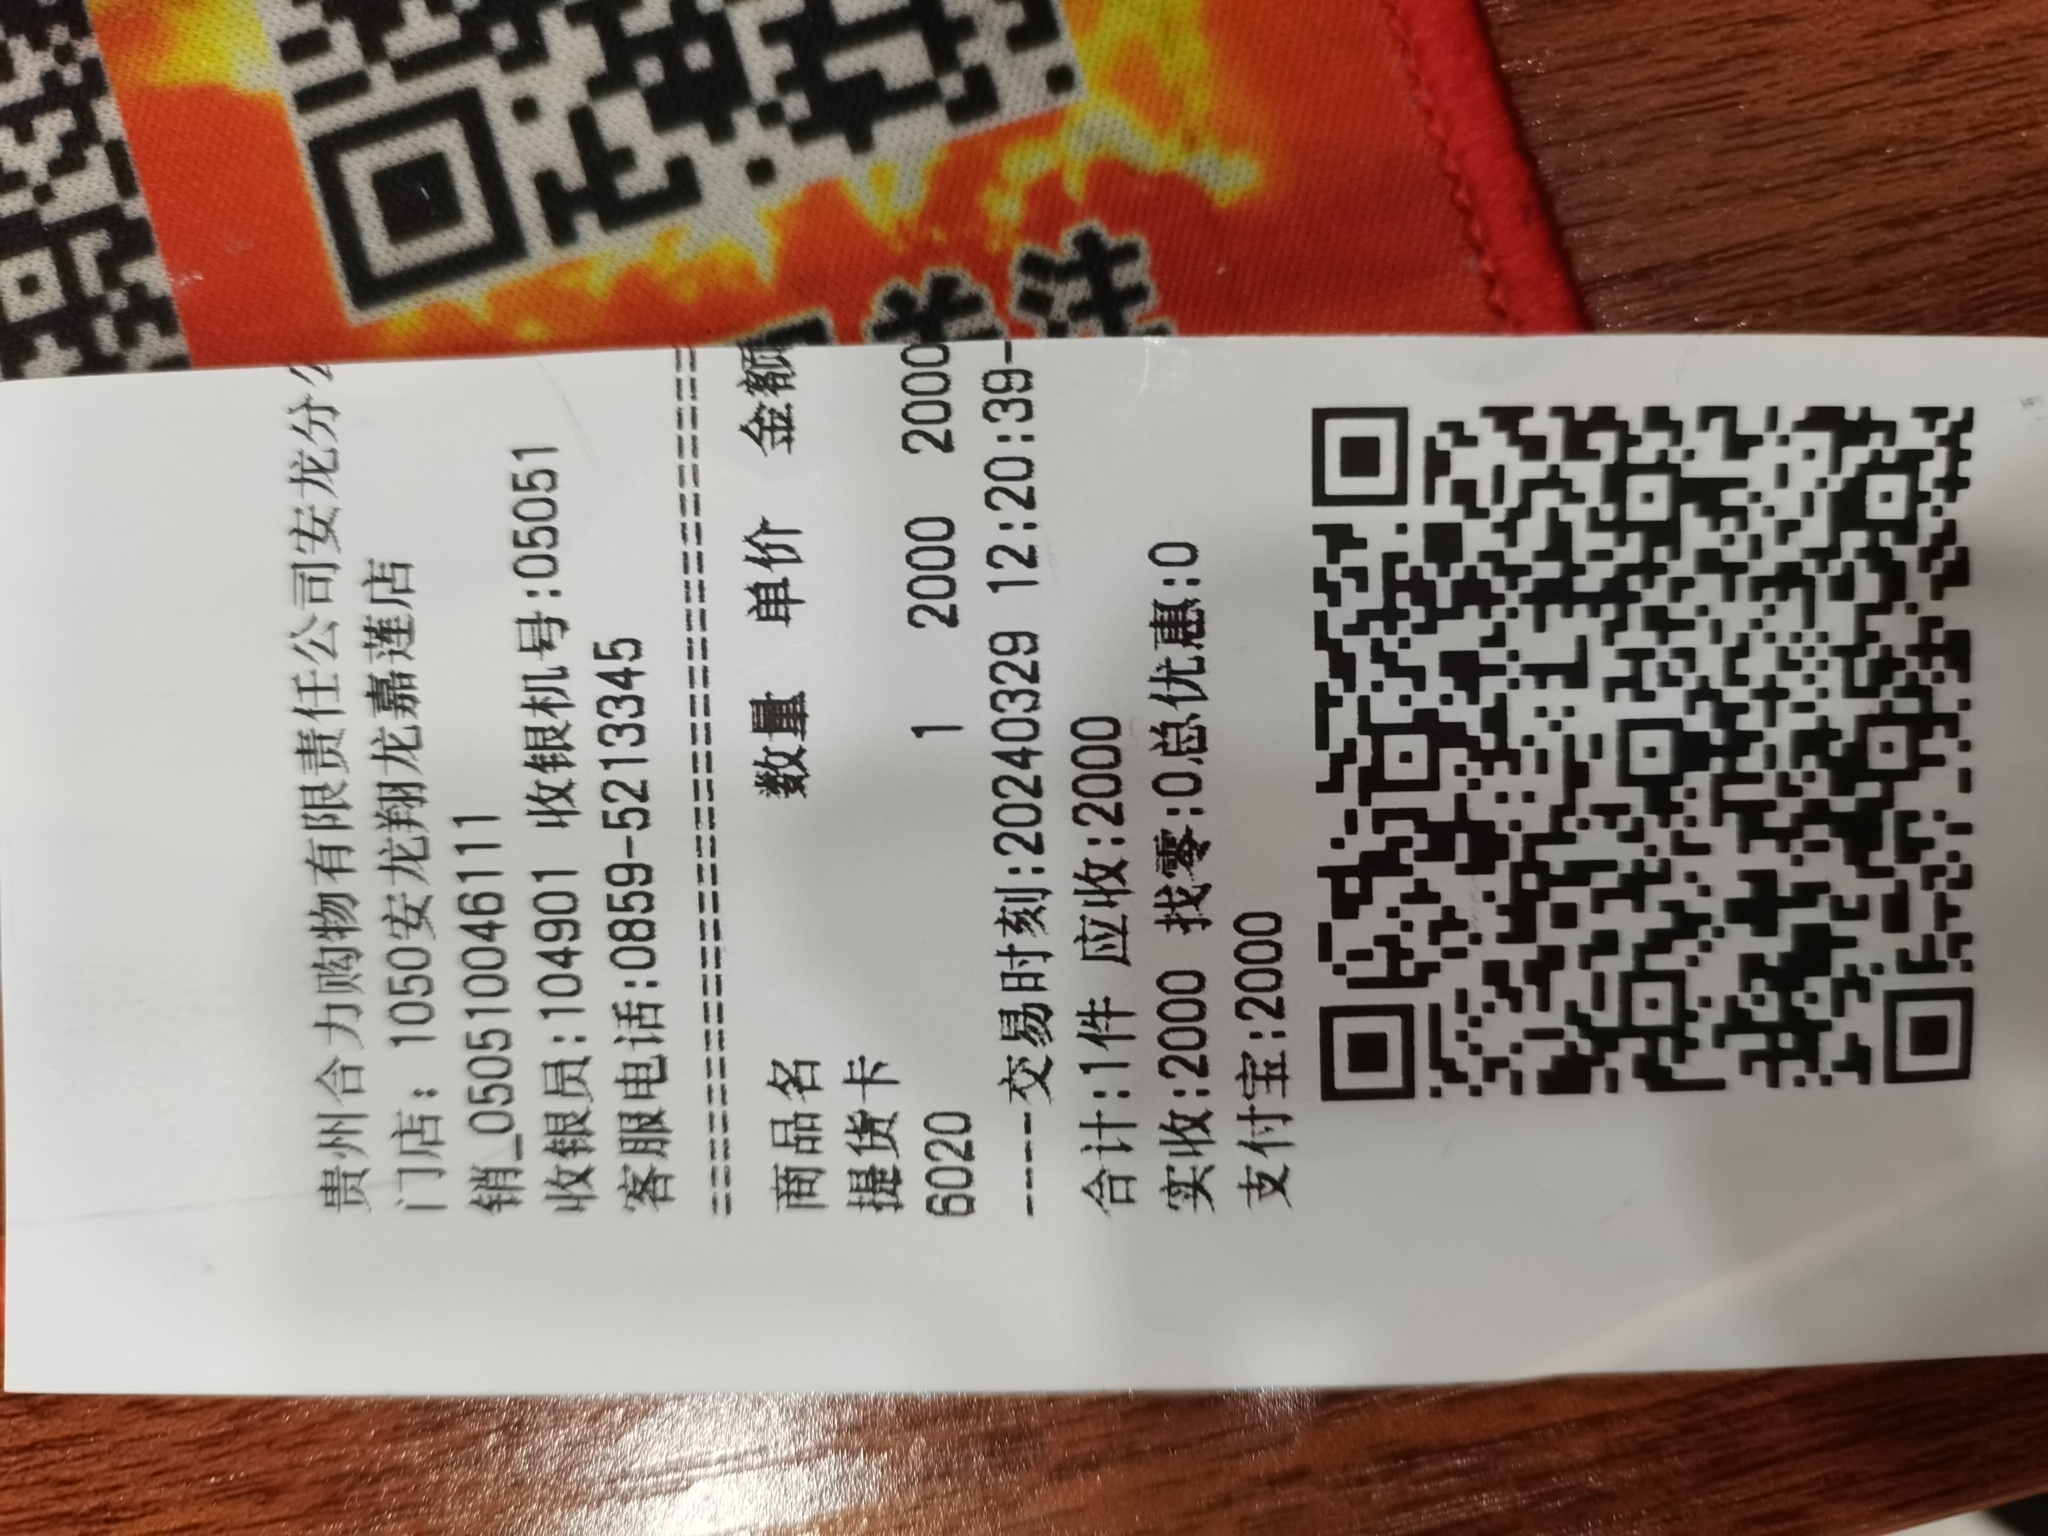 贵州合力购物有限责任公司安龙分公
门店: 1050安龙翔龙嘉莲店
销_050510046111
收银员:104901 收银机号:05051
客服电话:0859-5213345
================================
商品名 数量 单价 金额
提货卡
6020 1 2000 2000
----交易时刻:20240329 12:20:39-
合计:1件 应收:2000
实收:2000 找零:0总优惠:0
支付宝:2000